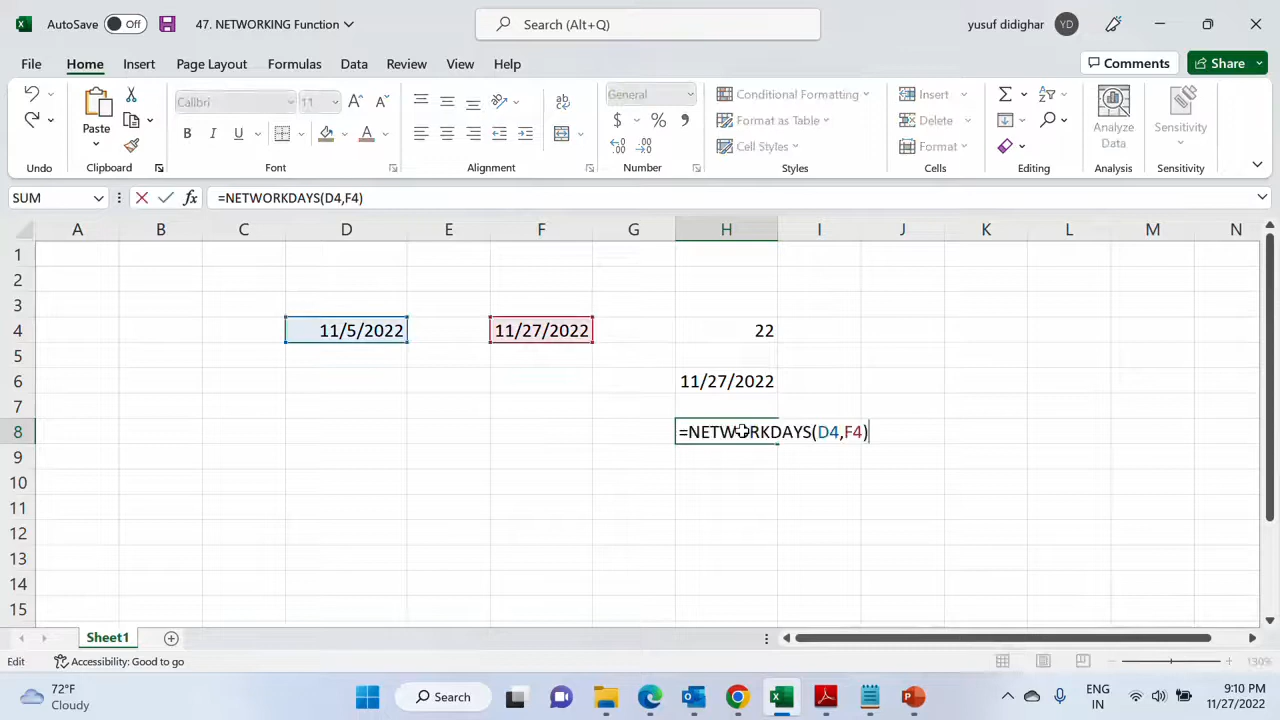 AutoSave Off 47. NETWORKING Function Search (Alt+Q) yusuf didighar YD
File Home Insert Page Layout Formulas Data Review View Help Comments Share
Calibri 11 General Conditional Formatting Insert
Paste B I U $ % Format as Table Delete Analyze Data Sensitivity
Cell Styles Format
Undo Clipboard Font Alignment Number Styles Cells Editing Analysis Sensitivity
SUM fx =NETWORKDAYS(D4,F4)
A B C D E F G H I J K L M N
1
2
3
4 11/5/2022 11/27/2022 22
5
6 11/27/2022
7
8 =NETWORKDAYS(D4,F4)
9
10
11
12
13
14
15
Sheet1
Edit Accessibility: Good to go 130%
72°F Cloudy Search ENG IN 9:10 PM 11/27/2022